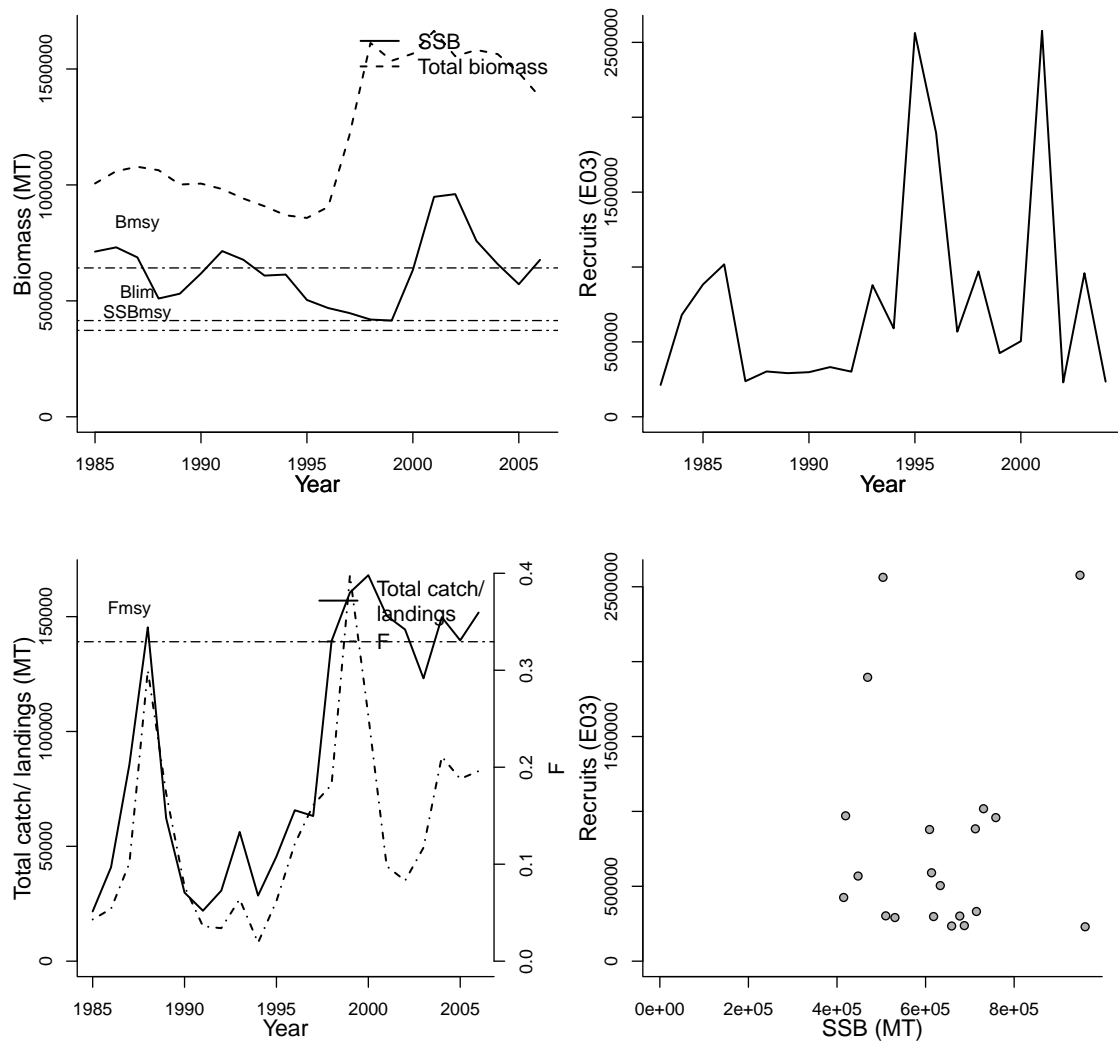 SSB
Total biomass
Bmsy
Blim
SSBmsy
Biomass (MT)
0
500000
1000000
1500000
1985
1990
1995
2000
2005
Year
Recruits (E03)
0
500000
1500000
2500000
1985
1990
1995
2000
Year
Total catch/
landings
F
Fmsy
Total catch/ landings (MT)
0
50000
100000
150000
0.0
0.1
0.2
0.3
0.4
F
1985
1990
1995
2000
2005
Year
Recruits (E03)
0
500000
1500000
2500000
0e+00
2e+05
4e+05
6e+05
8e+05
SSB (MT)